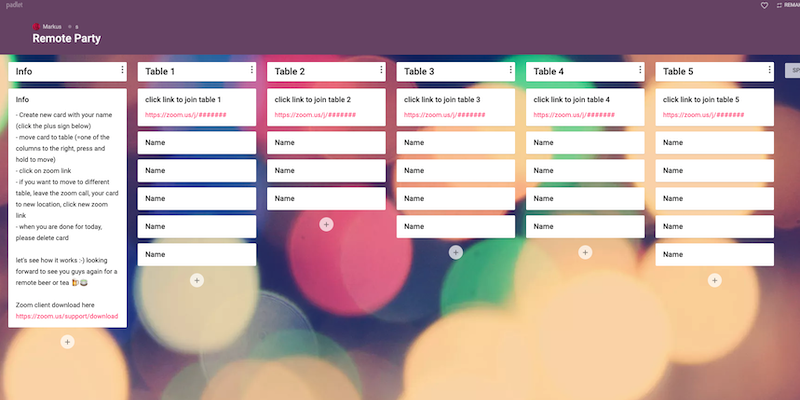 padlet
REMAK
Markua
8
Remote Party
Info
Info
- Create new card with your name
(click the plus sign below)
- move card to table (=one of the
columns to the right, press and
hold to move)
- click on zoom link
- if you want to move to different
table, leave the zoom call, your card
to new location, click new zoom
link
- when you are done for today,
please delete card
let's see how it works :-) looking
forward to see you guys again for a
remote beer or tea 🍺🍵
Zoom client download here
https://zoom.us/support/download
Table 1
click link to join table 1
https://zoom.us/j/#######
Name
Name
Name
Name
Name
Table 2
click link to join table 2
https://zoom.us/j/#######
Name
Name
Name
Table 3
click link to join table 3
https://zoom.us/j/#######
Name
Name
Name
Name
Table 4
click link to join table 4
https://zoom.us/j/#######
Name
Name
Name
Name
Table 5
click link to join table 5
https://zoom.us/j/#######
Name
Name
Name
Name
Name